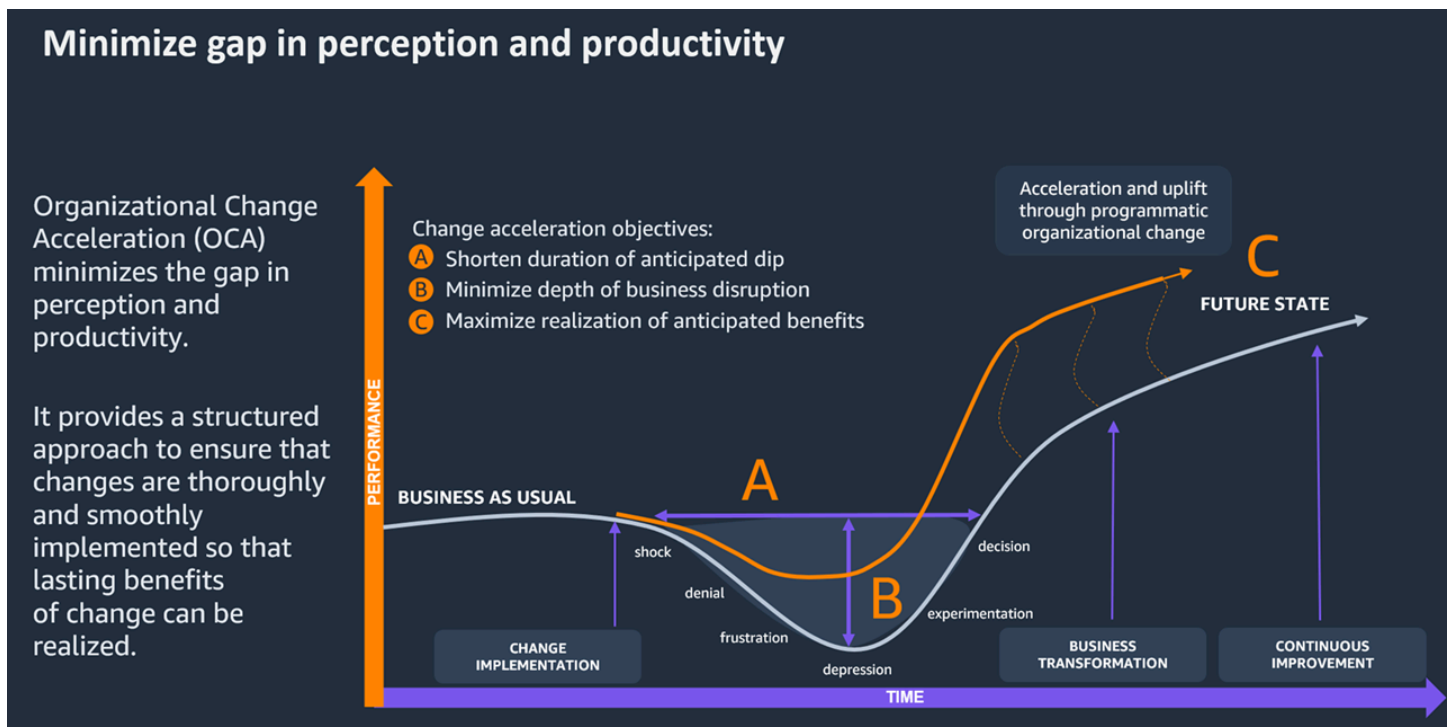 Minimize gap in perception and productivity
Organizational Change
Acceleration (OCA)
minimizes the gap in
perception and
productivity.
It provides a structured
approach to ensure that
changes are thoroughly
and smoothly
implemented so that
lasting benefits
of change can be
realized.
PERFORMANCE
Change acceleration objectives:
A Shorten duration of anticipated dip
B Minimize depth of business disruption
C Maximize realization of anticipated benefits
Acceleration and uplift
through programmatic
organizational change
C
FUTURE STATE
BUSINESS AS USUAL
A
B
shock
denial
frustration
depression
experimentation
decision
CHANGE
IMPLEMENTATION
BUSINESS
TRANSFORMATION
CONTINUOUS
IMPROVEMENT
TIME